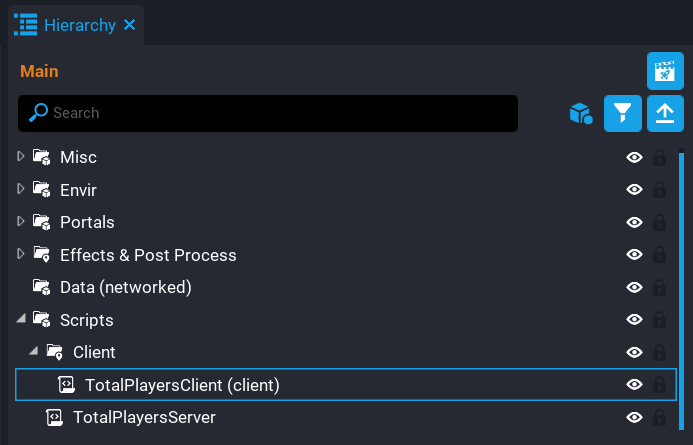 Hierarchy
Main
Search
Misc
Envir
Portals
Effects & Post Process
Data (networked)
Scripts
Client
TotalPlayersClient (client)
TotalPlayersServer